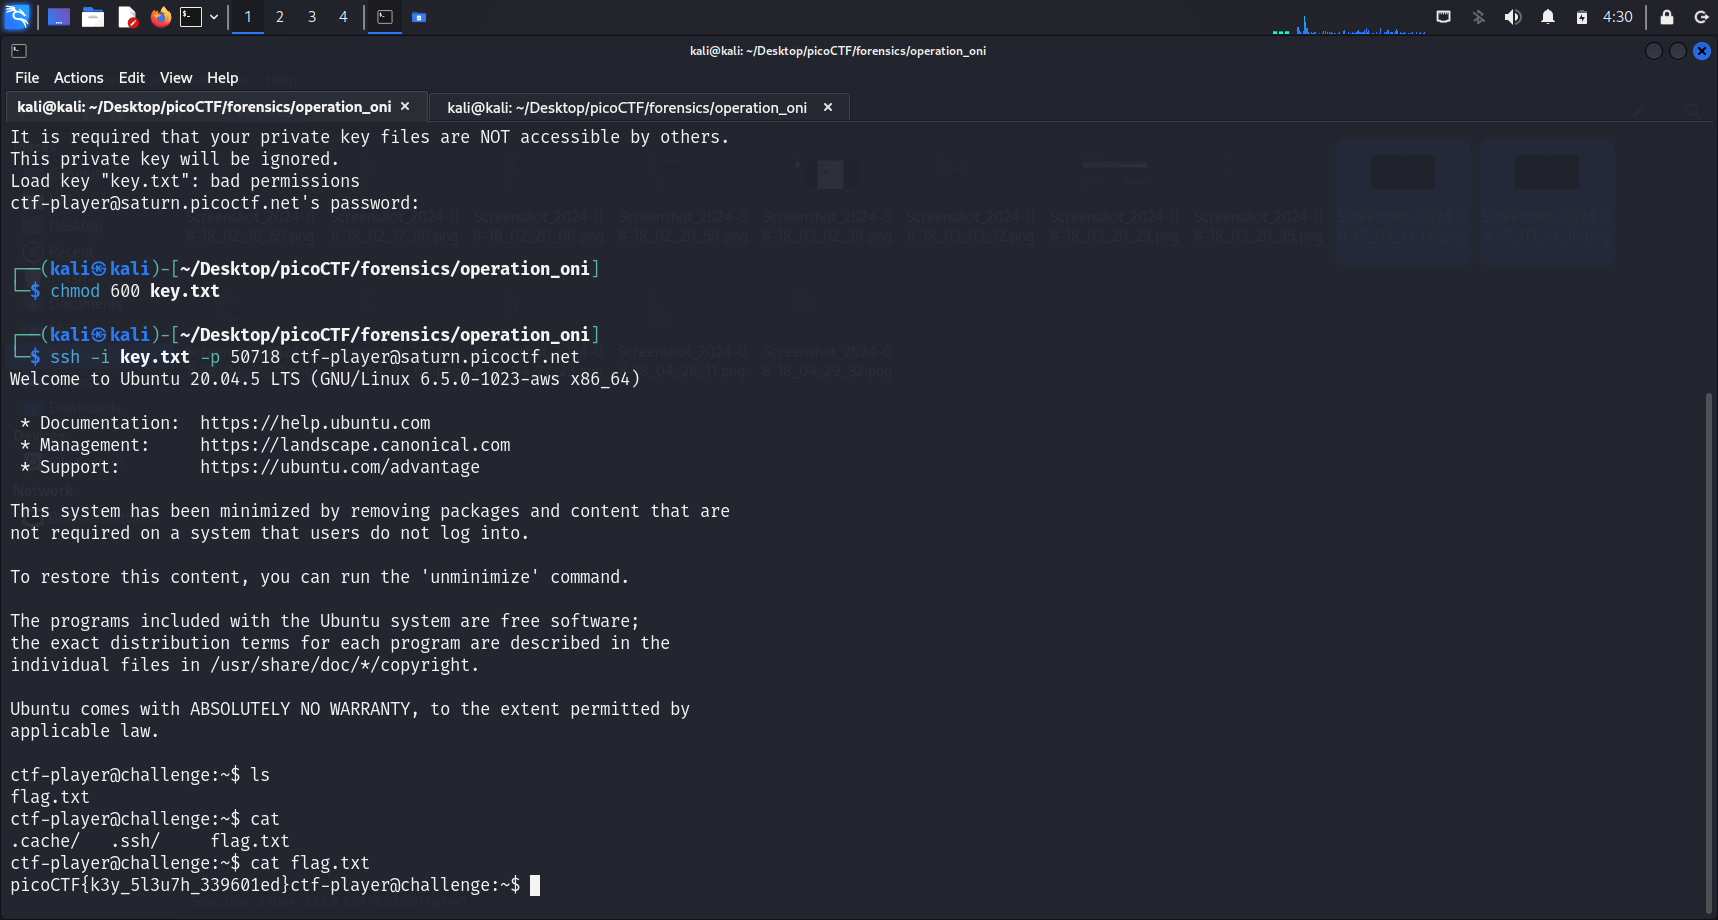 1 2 3 4 4:30
kali@kali: ~/Desktop/picoCTF/forensics/operation_oni
File Actions Edit View Help
kali@kali: ~/Desktop/picoCTF/forensics/operation_oni × kali@kali: ~/Desktop/picoCTF/forensics/operation_oni ×
It is required that your private key files are NOT accessible by others.
This private key will be ignored.
Load key "key.txt": bad permissions
ctf-player@saturn.picoctf.net's password:
┌──(kali㉿kali)-[~/Desktop/picoCTF/forensics/operation_oni]
└─$ chmod 600 key.txt
┌──(kali㉿kali)-[~/Desktop/picoCTF/forensics/operation_oni]
└─$ ssh -i key.txt -p 50718 ctf-player@saturn.picoctf.net
Welcome to Ubuntu 20.04.5 LTS (GNU/Linux 6.5.0-1023-aws x86_64)
* Documentation: https://help.ubuntu.com
* Management: https://landscape.canonical.com
* Support: https://ubuntu.com/advantage
This system has been minimized by removing packages and content that are
not required on a system that users do not log into.
To restore this content, you can run the 'unminimize' command.
The programs included with the Ubuntu system are free software;
the exact distribution terms for each program are described in the
individual files in /usr/share/doc/*/copyright.
Ubuntu comes with ABSOLUTELY NO WARRANTY, to the extent permitted by
applicable law.
ctf-player@challenge:~$ ls
flag.txt
ctf-player@challenge:~$ cat
.cache/ .ssh/ flag.txt
ctf-player@challenge:~$ cat flag.txt
picoCTF{k3y_5l3u7h_339601ed}ctf-player@challenge:~$